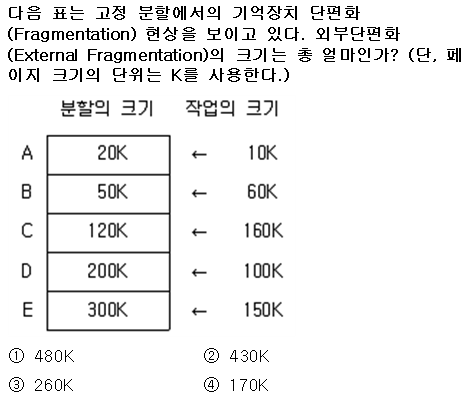 다음 표는 고정 분할에서의 기억장치 단편화
(Fragmentation) 현상을 보이고 있다. 외부단편화
(External Fragmentation)의 크기는 총 얼마인가? (단, 페
이지 크기의 단위는 K를 사용한다.)
분할의 크기 작업의 크기
A 20K ← 10K
B 50K ← 60K
C 120K ← 160K
D 200K ← 100K
E 300K ← 150K
① 480K ② 430K
③ 260K ④ 170K